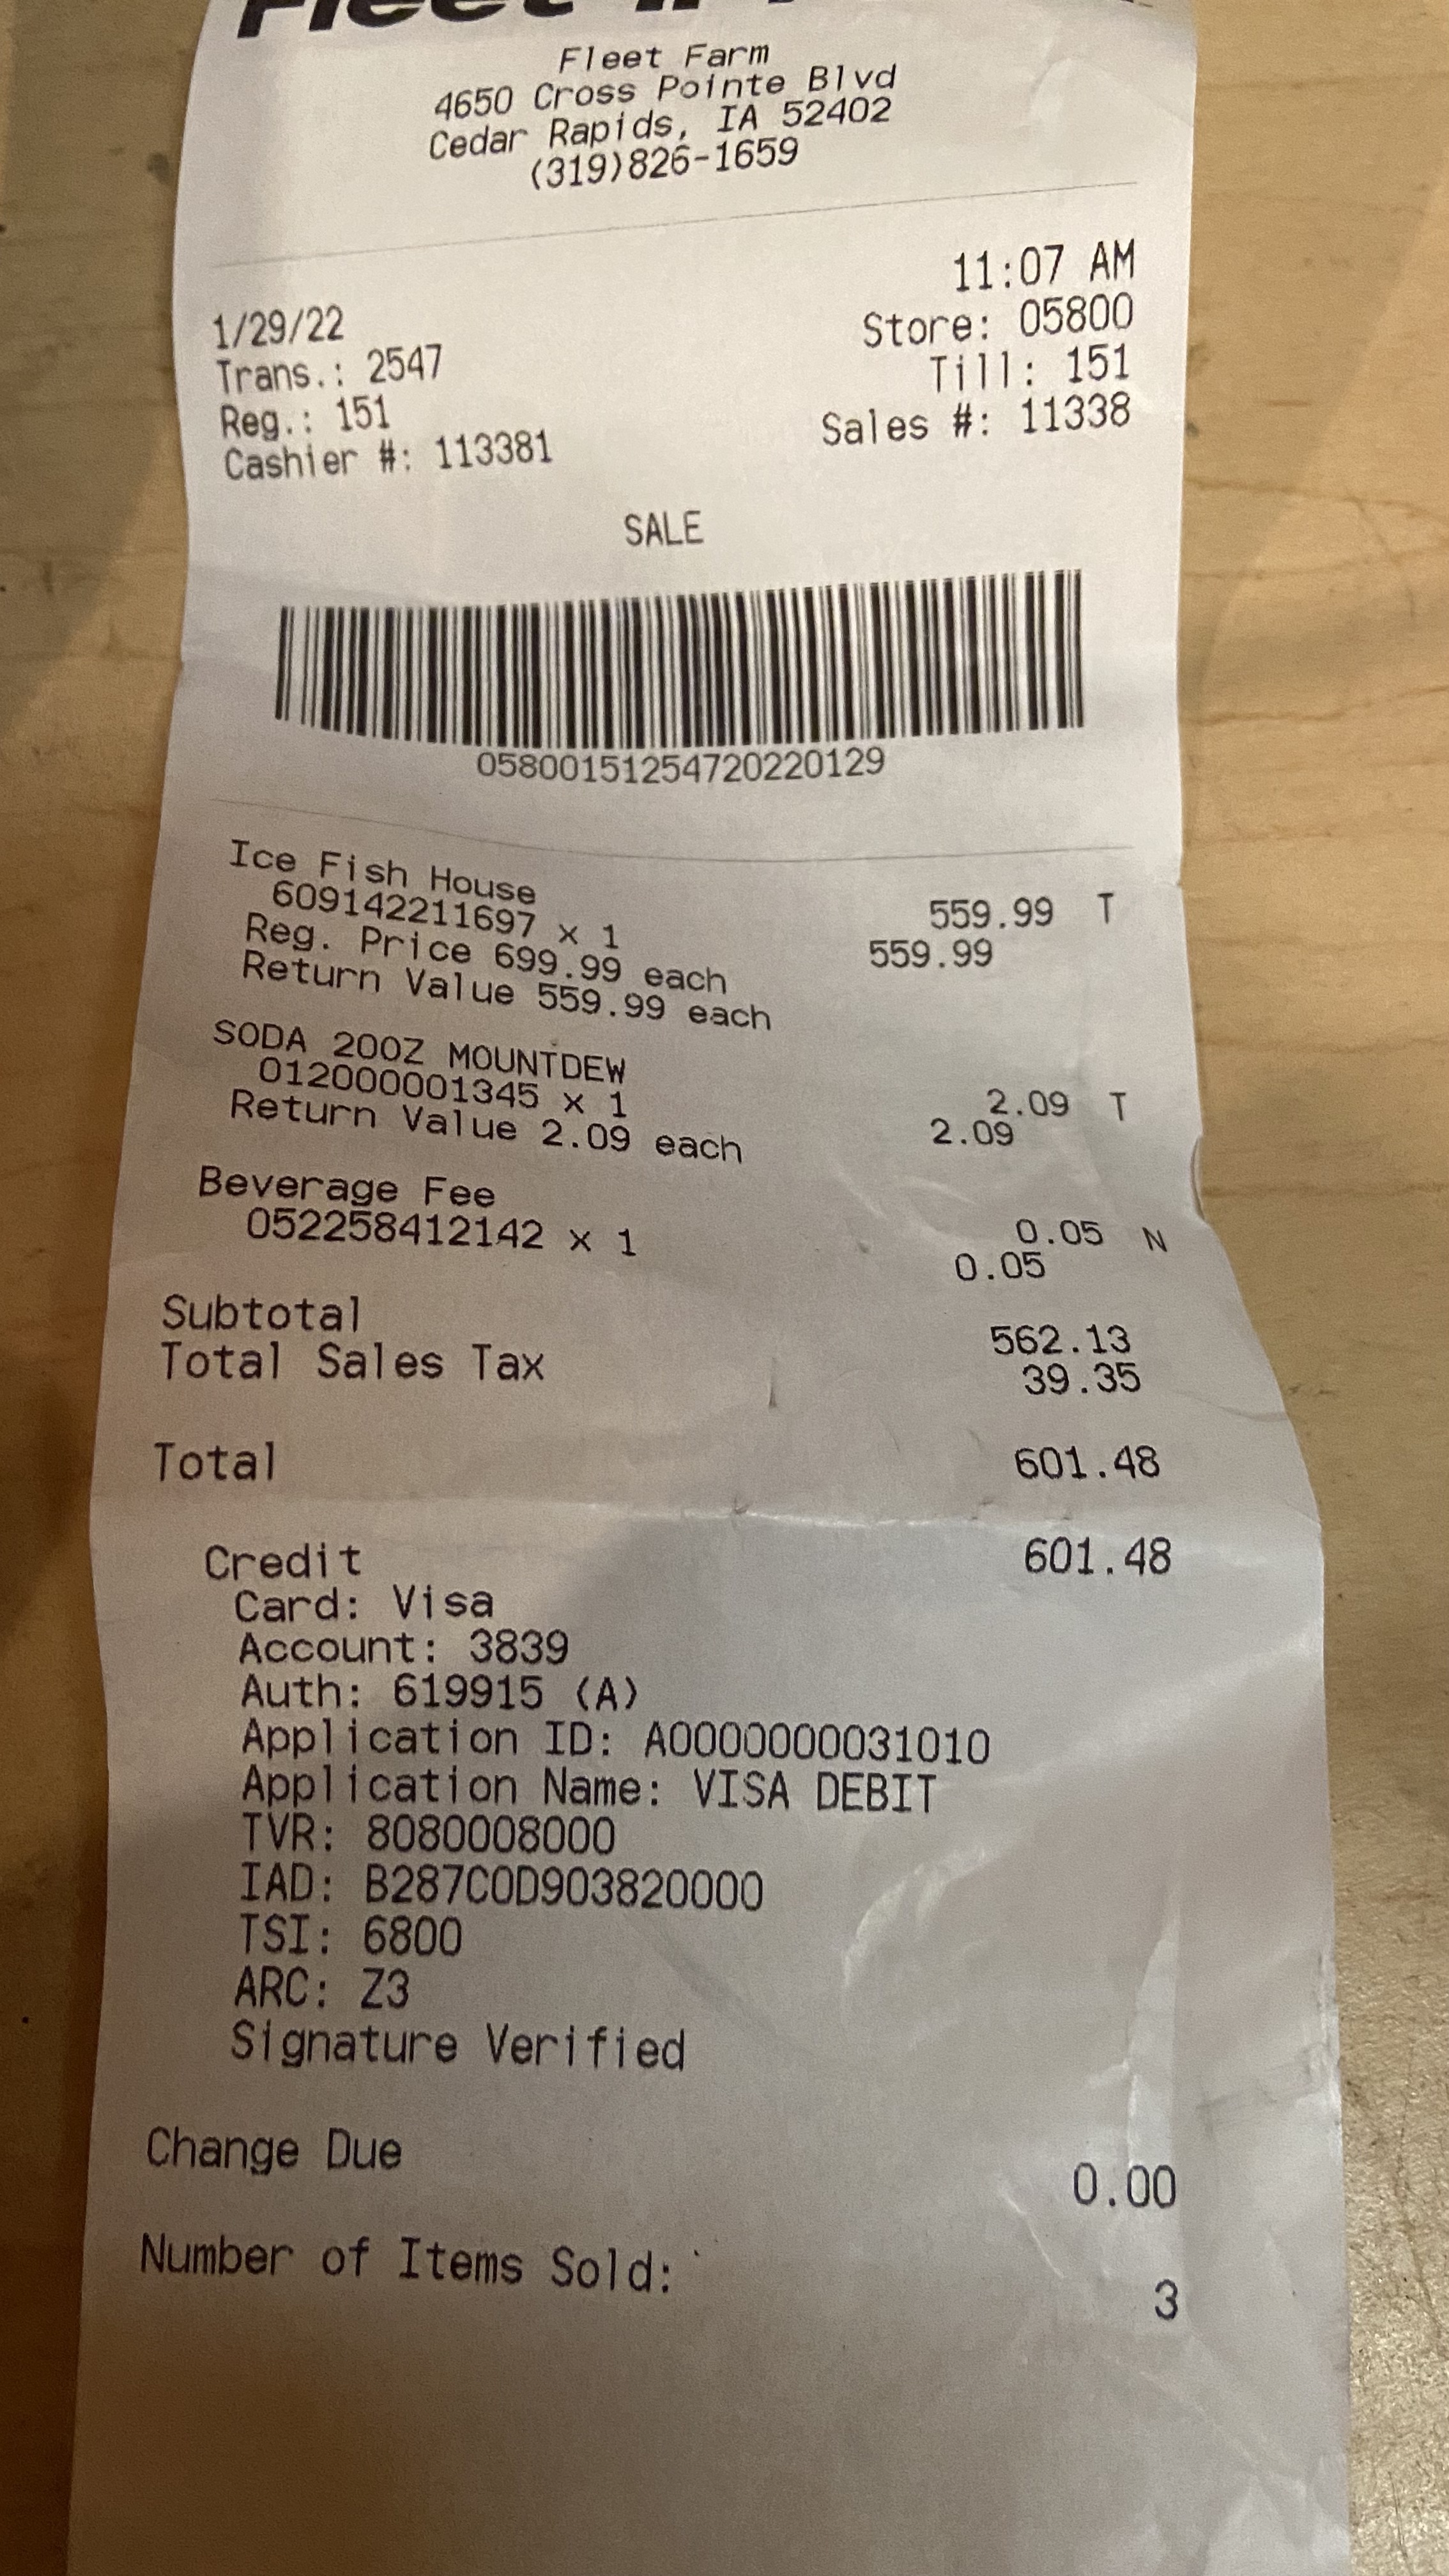 Fleet Farm
4650 Cross Pointe Blvd
Cedar Rapids, IA 52402
(319)826-1659
1/29/22 11:07 AM
Trans.: 2547 Store: 05800
Reg.: 151 Till: 151
Cashier #: 113381 Sales #: 11338
SALE
05800151254720220129
Ice Fish House
609142211697 x 1 559.99 T
Reg. Price 699.99 each 559.99
Return Value 559.99 each
SODA 20OZ MOUNTDEW
012000001345 x 1 2.09 T
Return Value 2.09 each 2.09
Beverage Fee
052258412142 x 1 0.05 N
0.05
Subtotal 562.13
Total Sales Tax 39.35
Total 601.48
Credit 601.48
Card: Visa
Account: 3839
Auth: 619915 (A)
Application ID: A0000000031010
Application Name: VISA DEBIT
TVR: 8080008000
IAD: B287C0D903820000
TSI: 6800
ARC: Z3
Signature Verified
Change Due 0.00
Number of Items Sold: 3